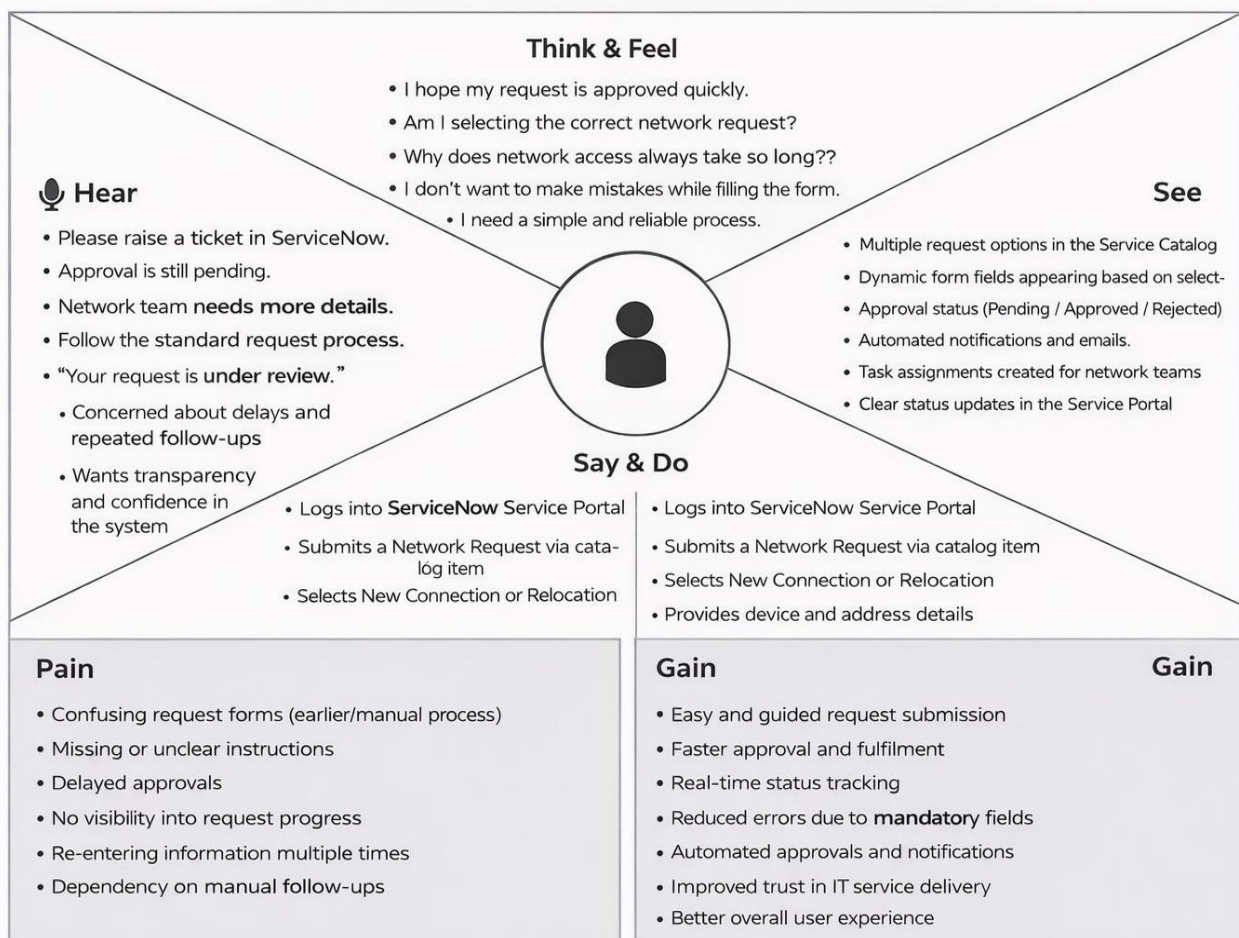 Think & Feel
• I hope my request is approved quickly.
• Am I selecting the correct network request?
• Why does network access always take so long??
• I don't want to make mistakes while filling the form.
• I need a simple and reliable process.
Hear
• Please raise a ticket in ServiceNow.
• Approval is still pending.
• Network team needs more details.
• Follow the standard request process.
• “Your request is under review.”
• Concerned about delays and
repeated follow-ups
• Wants transparency
and confidence in
the system
See
• Multiple request options in the Service Catalog
• Dynamic form fields appearing based on select-
• Approval status (Pending / Approved / Rejected)
• Automated notifications and emails.
• Task assignments created for network teams
• Clear status updates in the Service Portal
Say & Do
• Logs into ServiceNow Service Portal
• Submits a Network Request via cata-
lóg item
• Selects New Connection or Relocation
• Logs into ServiceNow Service Portal
• Submits a Network Request via catalog item
• Selects New Connection or Relocation
• Provides device and address details
Pain
• Confusing request forms (earlier/manual process)
• Missing or unclear instructions
• Delayed approvals
• No visibility into request progress
• Re-entering information multiple times
• Dependency on manual follow-ups
Gain
Gain
• Easy and guided request submission
• Faster approval and fulfilment
• Real-time status tracking
• Reduced errors due to mandatory fields
• Automated approvals and notifications
• Improved trust in IT service delivery
• Better overall user experience